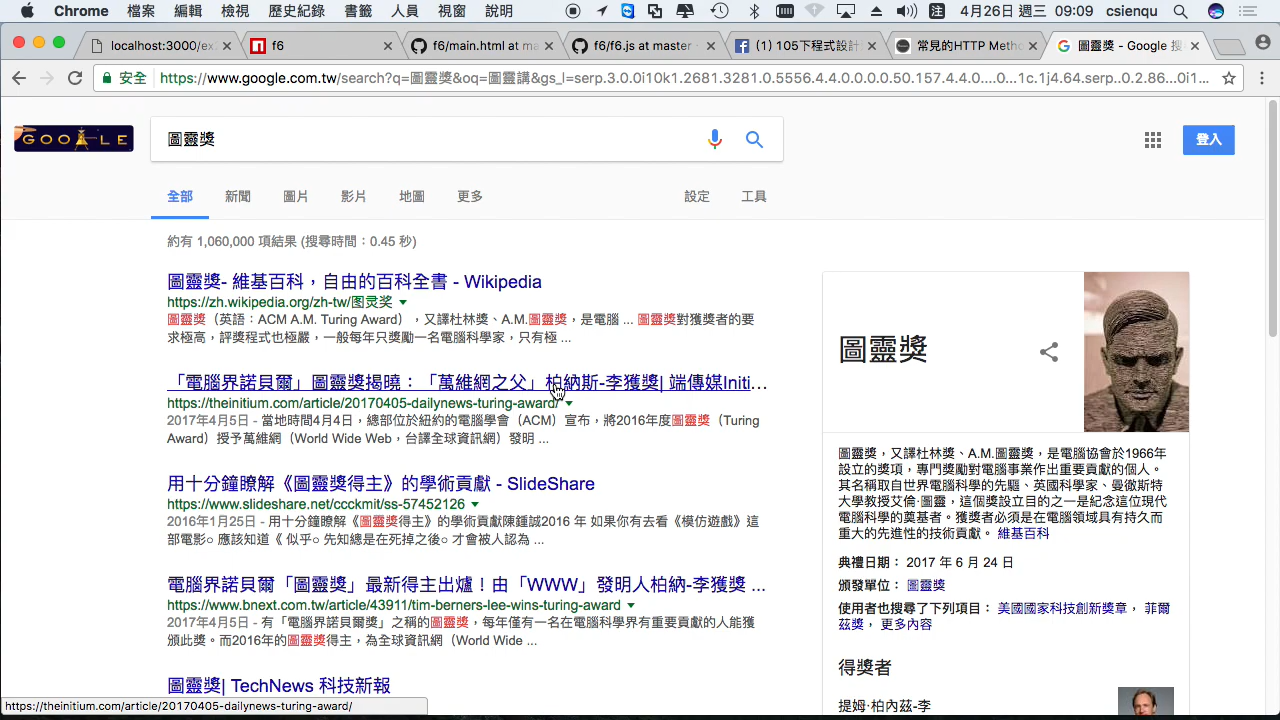 Chrome 檔案 編輯 檢視 歷史紀錄 書籤 人員 視窗 說明 注 4月26日 週三 09:09 csienqu
localhost:3000/ex f6 f6/main.html at ma f6/f6.js at master (1) 105下程式設計 常見的HTTP Metho 圖靈獎 - Google 搜
安全 https://www.google.com.tw/search?q=圖靈獎&oq=圖靈講&gs_l=serp.3.0.0i10k1.2681.3281.0.5556.4.4.0.0.0.0.50.157.4.4.0....0...1c.1j4.64.serp..0.2.86...0i1...
GOOGLE
圖靈獎
登入
全部 新聞 圖片 影片 地圖 更多 設定 工具
約有 1,060,000 項結果 (搜尋時間：0.45 秒)
圖靈獎- 維基百科，自由的百科全書 - Wikipedia
https://zh.wikipedia.org/zh-tw/图灵奖
圖靈獎（英語：ACM A.M. Turing Award），又譯杜林獎、A.M.圖靈獎，是電腦 ... 圖靈獎對獲獎者的要
求極高，評獎程式也極嚴，一般每年只獎勵一名電腦科學家，只有極 ...
「電腦界諾貝爾」圖靈獎揭曉：「萬維網之父」柏納斯-李獲獎| 端傳媒Initi...
https://theinitium.com/article/20170405-dailynews-turing-award/
2017年4月5日 - 當地時間4月4日，總部位於紐約的電腦學會（ACM）宣布，將2016年度圖靈獎（Turing
Award）授予萬維網（World Wide Web，台譯全球資訊網）發明 ...
用十分鐘瞭解《圖靈獎得主》的學術貢獻 - SlideShare
https://www.slideshare.net/ccckmit/ss-57452126
2016年1月25日 - 用十分鐘瞭解《圖靈獎得主》的學術貢獻陳鍾誠2016 年 如果你有去看《模仿遊戲》這
部電影○ 應該知道《 似乎○ 先知總是在死掉之後○ 才會被人認為 ...
電腦界諾貝爾「圖靈獎」最新得主出爐！由「WWW」發明人柏納-李獲獎 ...
https://www.bnext.com.tw/article/43911/tim-berners-lee-wins-turing-award
2017年4月5日 - 有「電腦界諾貝爾獎」之稱的圖靈獎，每年僅有一名在電腦科學界有重要貢獻的人能獲
頒此獎。而2016年的圖靈獎得主，為全球資訊網（World Wide ...
圖靈獎| TechNews 科技新報
https://theinitium.com/article/20170405-dailynews-turing-award/
圖靈獎
圖靈獎，又譯杜林獎、A.M.圖靈獎，是電腦協會於1966年
設立的獎項，專門獎勵對電腦事業作出重要貢獻的個人。
其名稱取自世界電腦科學的先驅、英國科學家、曼徹斯特
大學教授艾倫·圖靈，這個獎設立目的之一是紀念這位現代
電腦科學的奠基者。獲獎者必須是在電腦領域具有持久而
重大的先進性的技術貢獻。 維基百科
典禮日期： 2017 年 6 月 24 日
頒發單位： 圖靈獎
使用者也搜尋了下列項目： 美國國家科技創新獎章， 菲爾
茲獎， 更多內容
得獎者
提姆·柏內茲-李